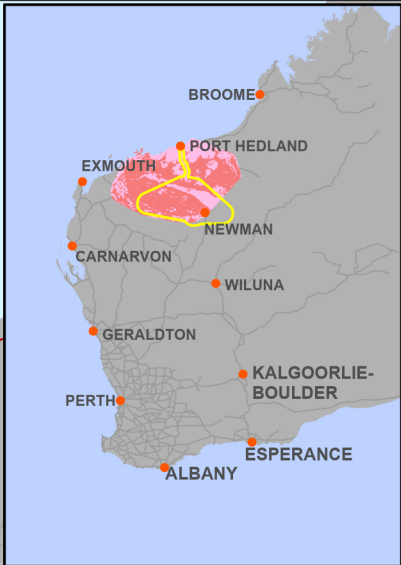 BROOME
PORT HEDLAND
EXMOUTH
NEWMAN
CARNARVON
WILUNA
GERALDTON
KALGOORLIE-
BOULDER
PERTH
ESPERANCE
ALBANY